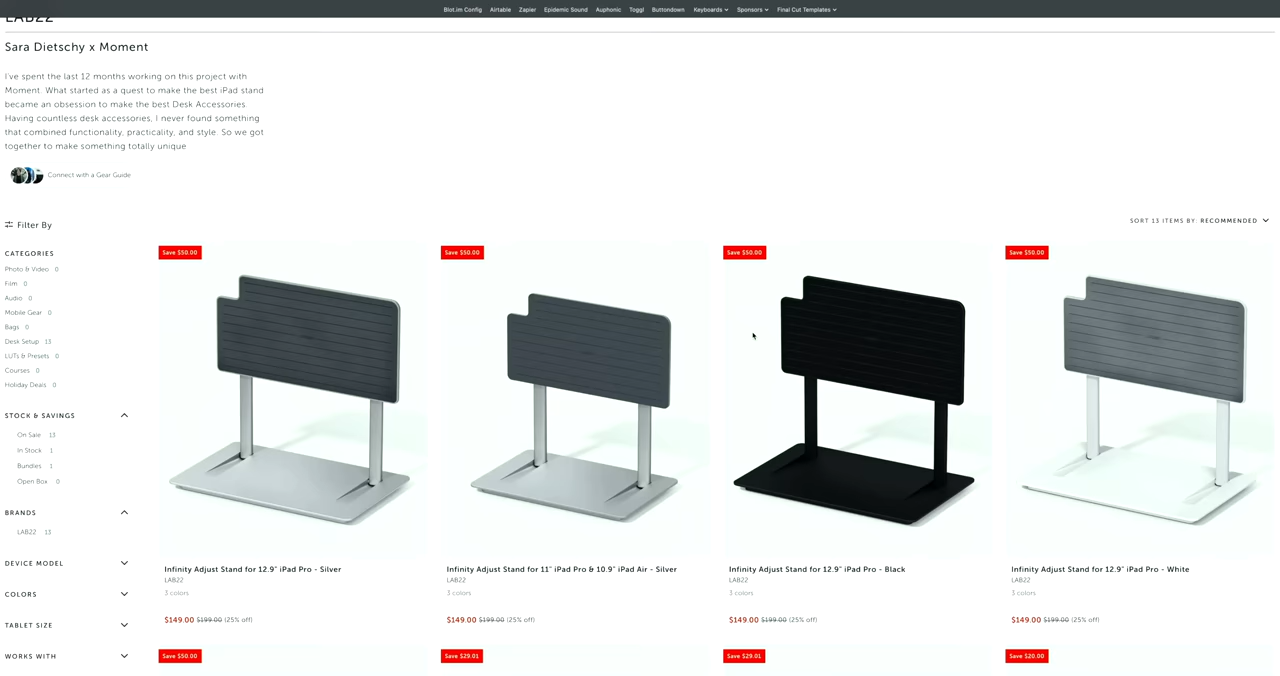 Blot.im Config Airtable Zapier Epidemic Sound Auphonic Toggl Buttondown Keyboards Sponsors Final Cut Templates
LAB22
Sara Dietschy x Moment
I've spent the last 12 months working on this project with
Moment. What started as a quest to make the best iPad stand
became an obsession to make the best Desk Accessories.
Having countless desk accessories, I never found something
that combined functionality, practicality, and style. So we got
together to make something totally unique
Connect with a Gear Guide
Filter By
SORT 13 ITEMS BY: RECOMMENDED
CATEGORIES
Photo & Video 0
Film 0
Audio 0
Mobile Gear 0
Bags 0
Desk Setup 13
LUTs & Presets 0
Courses 0
Holiday Deals 0
STOCK & SAVINGS
On Sale 13
In Stock 1
Bundles 1
Open Box 0
BRANDS
LAB22 13
DEVICE MODEL
COLORS
TABLET SIZE
WORKS WITH
Save $50.00
Infinity Adjust Stand for 12.9" iPad Pro - Silver
LAB22
3 colors
$149.00 $199.00 (25% off)
Save $50.00
Infinity Adjust Stand for 11" iPad Pro & 10.9" iPad Air - Silver
LAB22
3 colors
$149.00 $199.00 (25% off)
Save $50.00
Infinity Adjust Stand for 12.9" iPad Pro - Black
LAB22
3 colors
$149.00 $199.00 (25% off)
Save $50.00
Infinity Adjust Stand for 12.9" iPad Pro - White
LAB22
3 colors
$149.00 $199.00 (25% off)
Save $50.00
Save $29.01
Save $29.01
Save $20.00